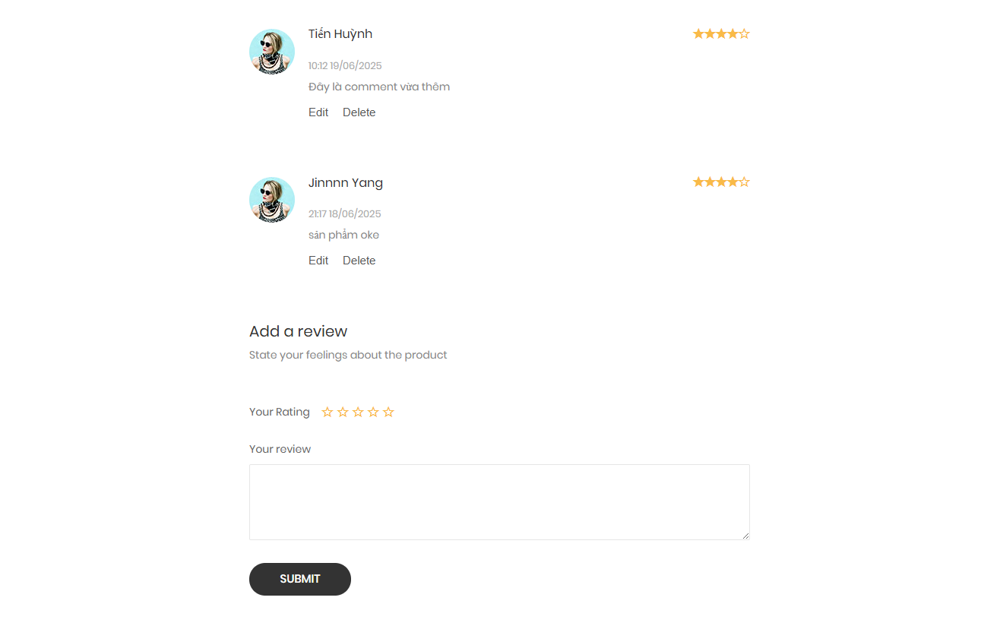 Tiến Huỳnh
10:12 19/06/2025
Đây là comment vừa thêm
Edit Delete
Jinnnn Yang
21:17 18/06/2025
sản phẩm oke
Edit Delete
Add a review
State your feelings about the product
Your Rating
Your review
SUBMIT